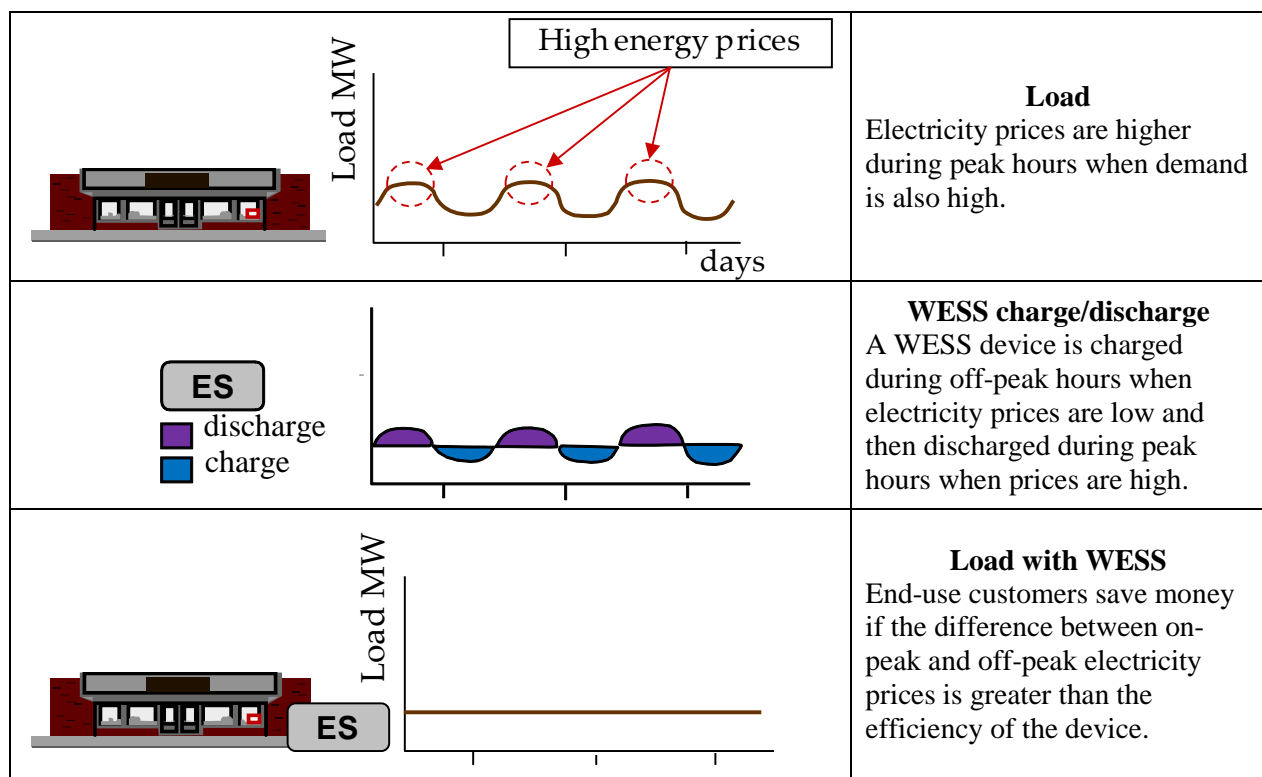 High energy prices
Load MW
days
Load
Electricity prices are higher
during peak hours when demand
is also high.
ES
discharge
charge
WESS charge/discharge
A WESS device is charged
during off-peak hours when
electricity prices are low and
then discharged during peak
hours when prices are high.
Load MW
ES
Load with WESS
End-use customers save money
if the difference between on-
peak and off-peak electricity
prices is greater than the
efficiency of the device.